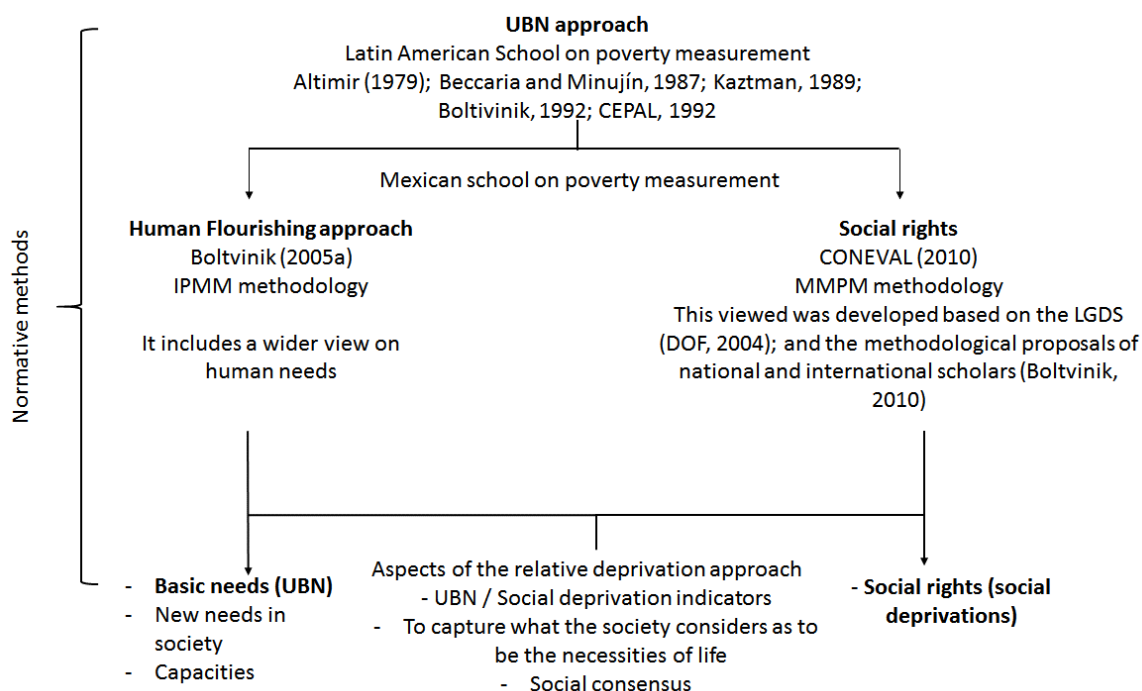 UBN approach
Latin American School on poverty measurement
Altimir (1979); Beccaria and Minujín, 1987; Kaztman, 1989;
Boltivinik, 1992; CEPAL, 1992
Mexican school on poverty measurement
Normative methods
Human Flourishing approach
Boltvinik (2005a)
IPMM methodology
It includes a wider view on
human needs
Social rights
CONEVAL (2010)
MMPM methodology
This viewed was developed based on the LGDS
(DOF, 2004); and the methodological proposals of
national and international scholars (Boltvinik,
2010)
- Basic needs (UBN)
- New needs in
society
- Capacities
Aspects of the relative deprivation approach
- UBN / Social deprivation indicators
- To capture what the society considers as to
be the necessities of life
- Social consensus
- Social rights (social
deprivations)